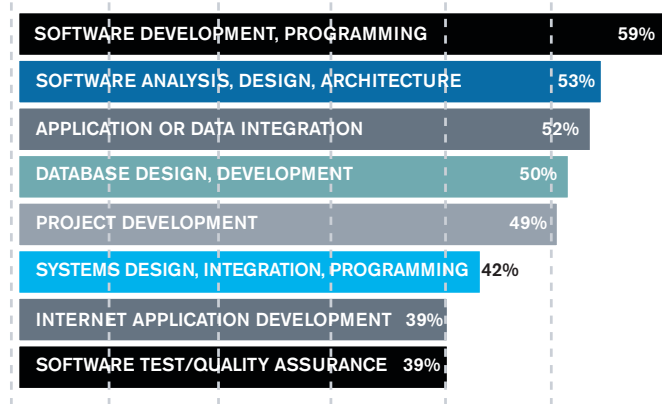 SOFTWARE DEVELOPMENT, PROGRAMMING 59%
SOFTWARE ANALYSIS, DESIGN, ARCHITECTURE 53%
APPLICATION OR DATA INTEGRATION 52%
DATABASE DESIGN, DEVELOPMENT 50%
PROJECT DEVELOPMENT 49%
SYSTEMS DESIGN, INTEGRATION, PROGRAMMING 42%
INTERNET APPLICATION DEVELOPMENT 39%
SOFTWARE TEST/QUALITY ASSURANCE 39%